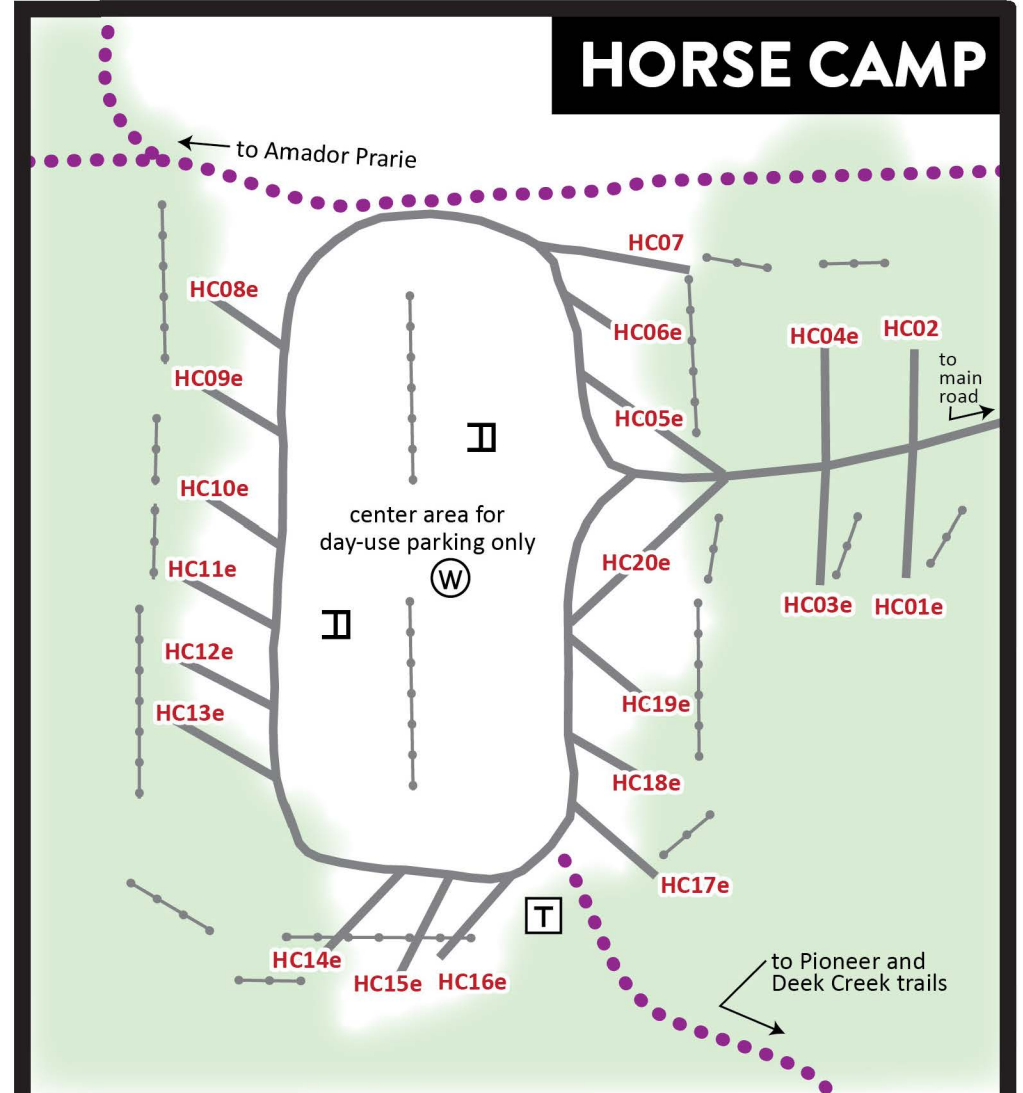 HORSE CAMP
to Amador Prarie
HC07
HC08e
HC06e
HC04e
HC02
to
main
road
HC09e
HC05e
HC10e
center area for
day-use parking only
W
HC11e
HC20e
HC03e
HC01e
HC12e
HC19e
HC13e
HC18e
HC17e
T
HC14e
HC15e
HC16e
to Pioneer and
Deek Creek trails